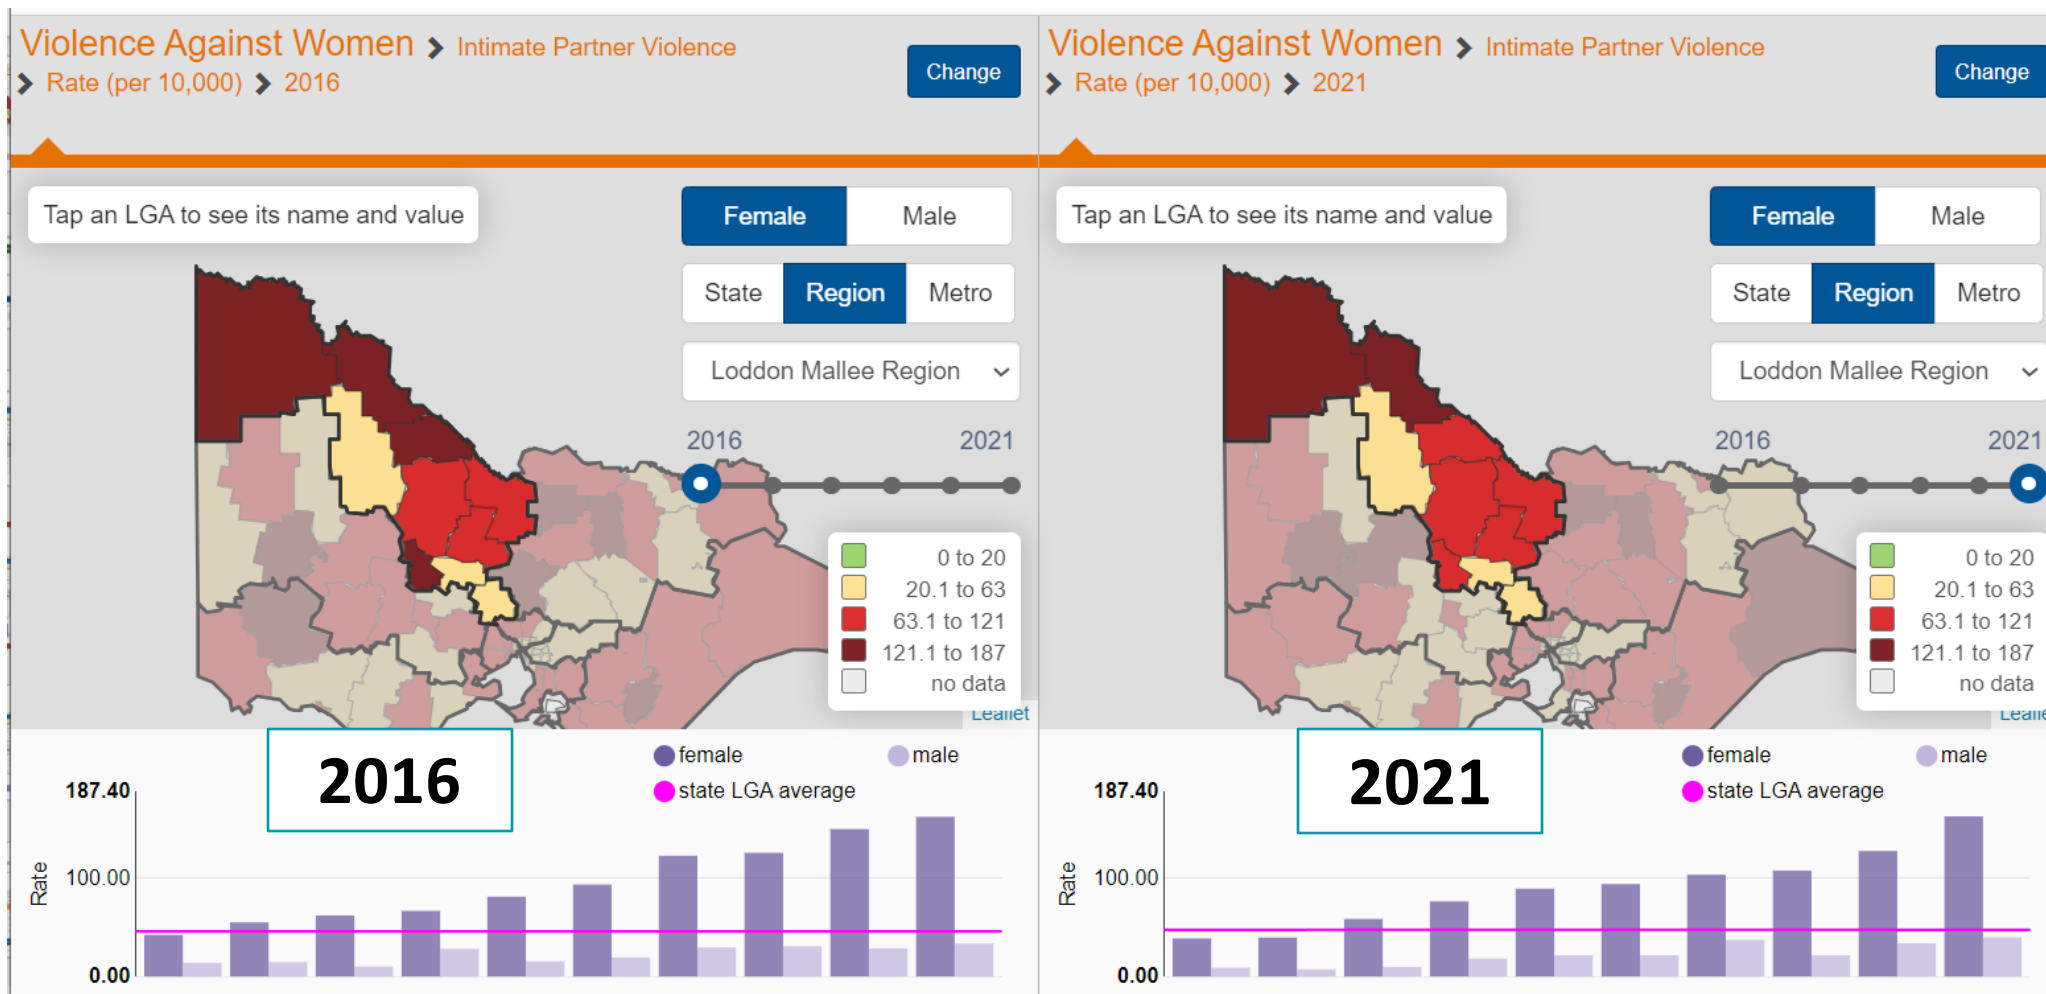 Violence Against Women > Intimate Partner Violence
> Rate (per 10,000) > 2016
Change
Tap an LGA to see its name and value
Female
Male
State
Region
Metro
Loddon Mallee Region
2016
2021
0 to 20
20.1 to 63
63.1 to 121
121.1 to 187
no data
Leaflet
2016
female
male
state LGA average
187.40
100.00
0.00
Rate
Violence Against Women > Intimate Partner Violence
> Rate (per 10,000) > 2021
Change
Tap an LGA to see its name and value
Female
Male
State
Region
Metro
Loddon Mallee Region
2016
2021
0 to 20
20.1 to 63
63.1 to 121
121.1 to 187
no data
Leafle
2021
female
male
state LGA average
187.40
100.00
0.00
Rate